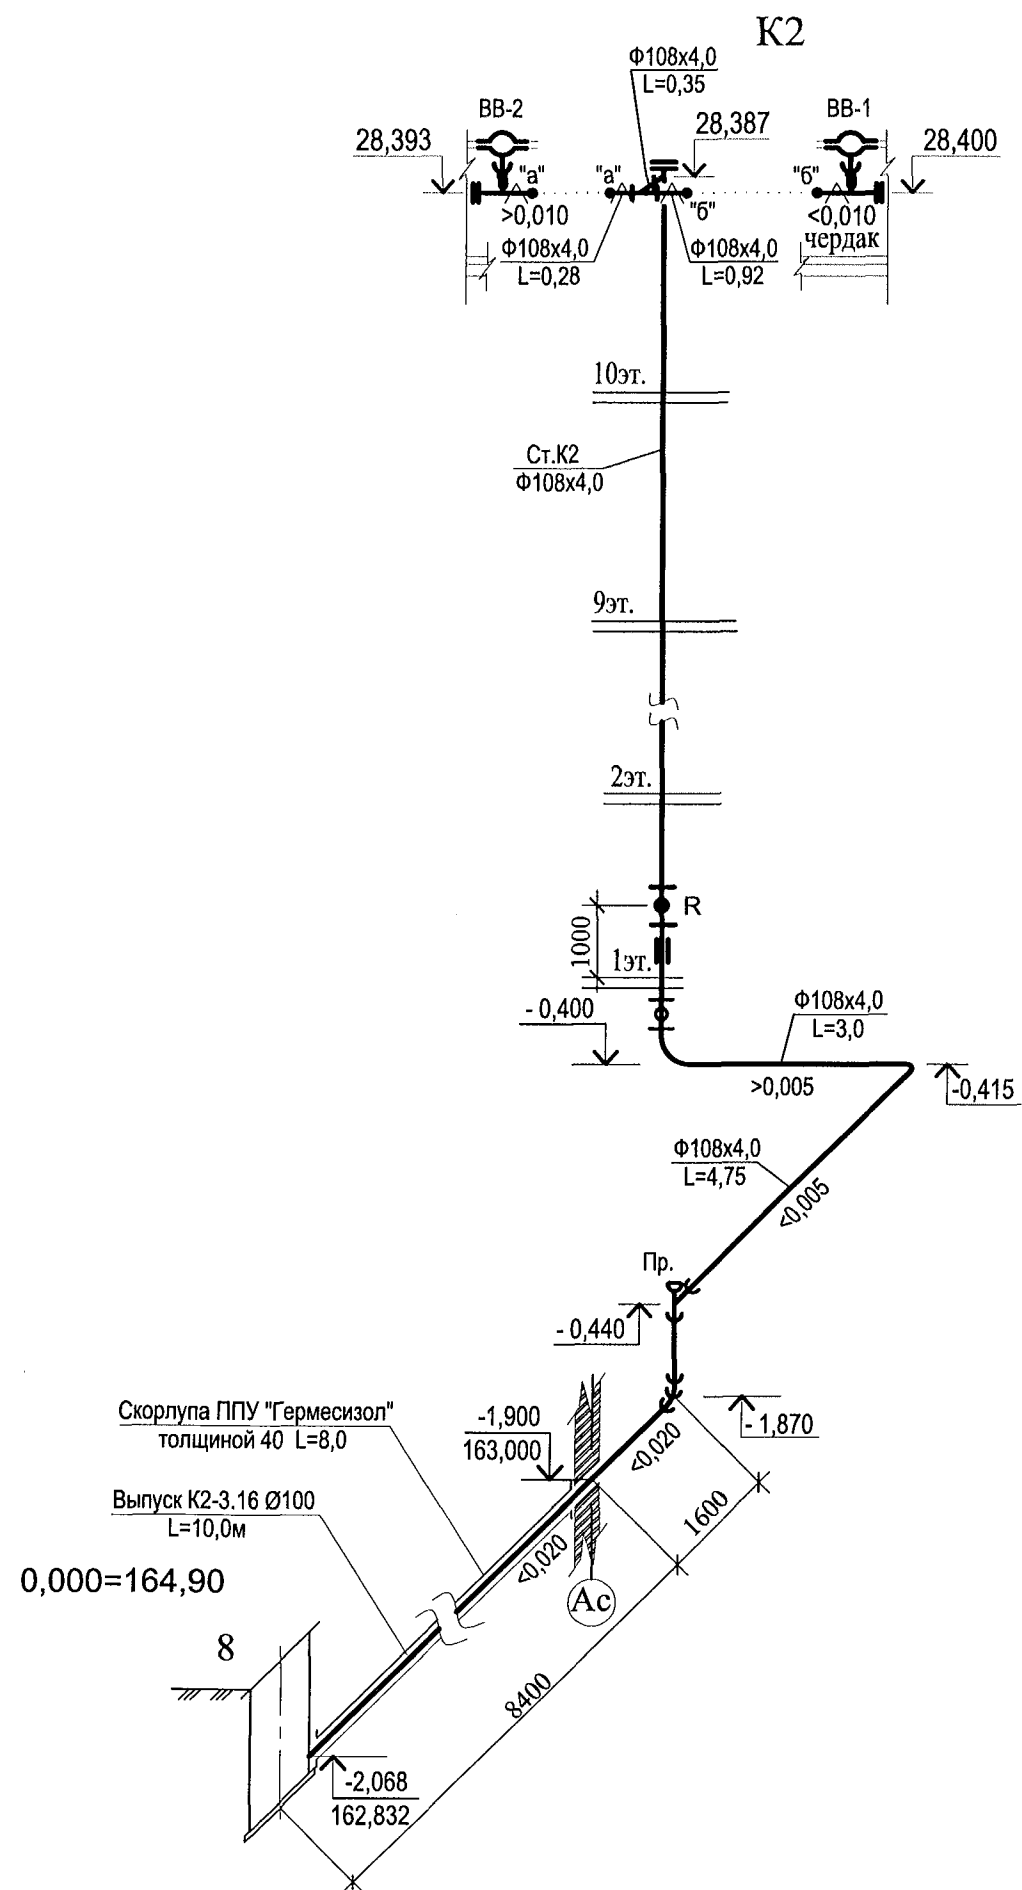 К2
Ф108х4,0
L=0,35
ВВ-2
ВВ-1
28,393
28,387
28,400
"а"
"а"
"б"
"б"
>0,010
<0,010
чердак
Ф108х4,0
L=0,28
Ф108х4,0
L=0,92
10эт.
Ст.К2
Ф108х4,0
9эт.
2эт.
R
1000
1эт.
- 0,400
Ф108х4,0
L=3,0
>0,005
-0,415
Ф108х4,0
L=4,75
<0,005
Пр.
- 0,440
Скорлупа ППУ "Гермесизол"
толщиной 40 L=8,0
-1,900
163,000
- 1,870
<0,020
Выпуск К2-3.16 Ø100
L=10,0м
1600
<0,020
0,000=164,90
Ас
8
8400
-2,068
162,832